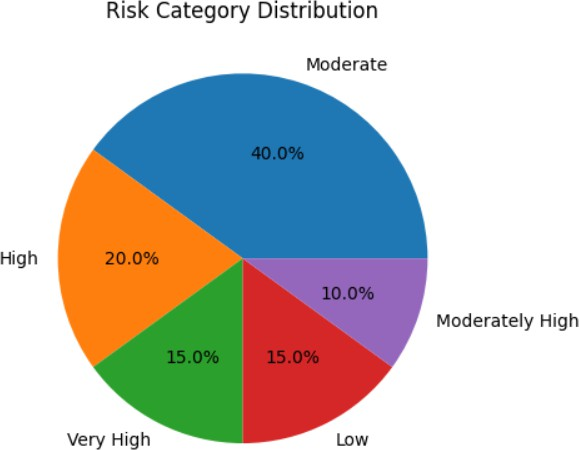 Risk Category Distribution
Moderate
40.0%
High
20.0%
10.0%
Moderately High
15.0%
15.0%
Very High
Low